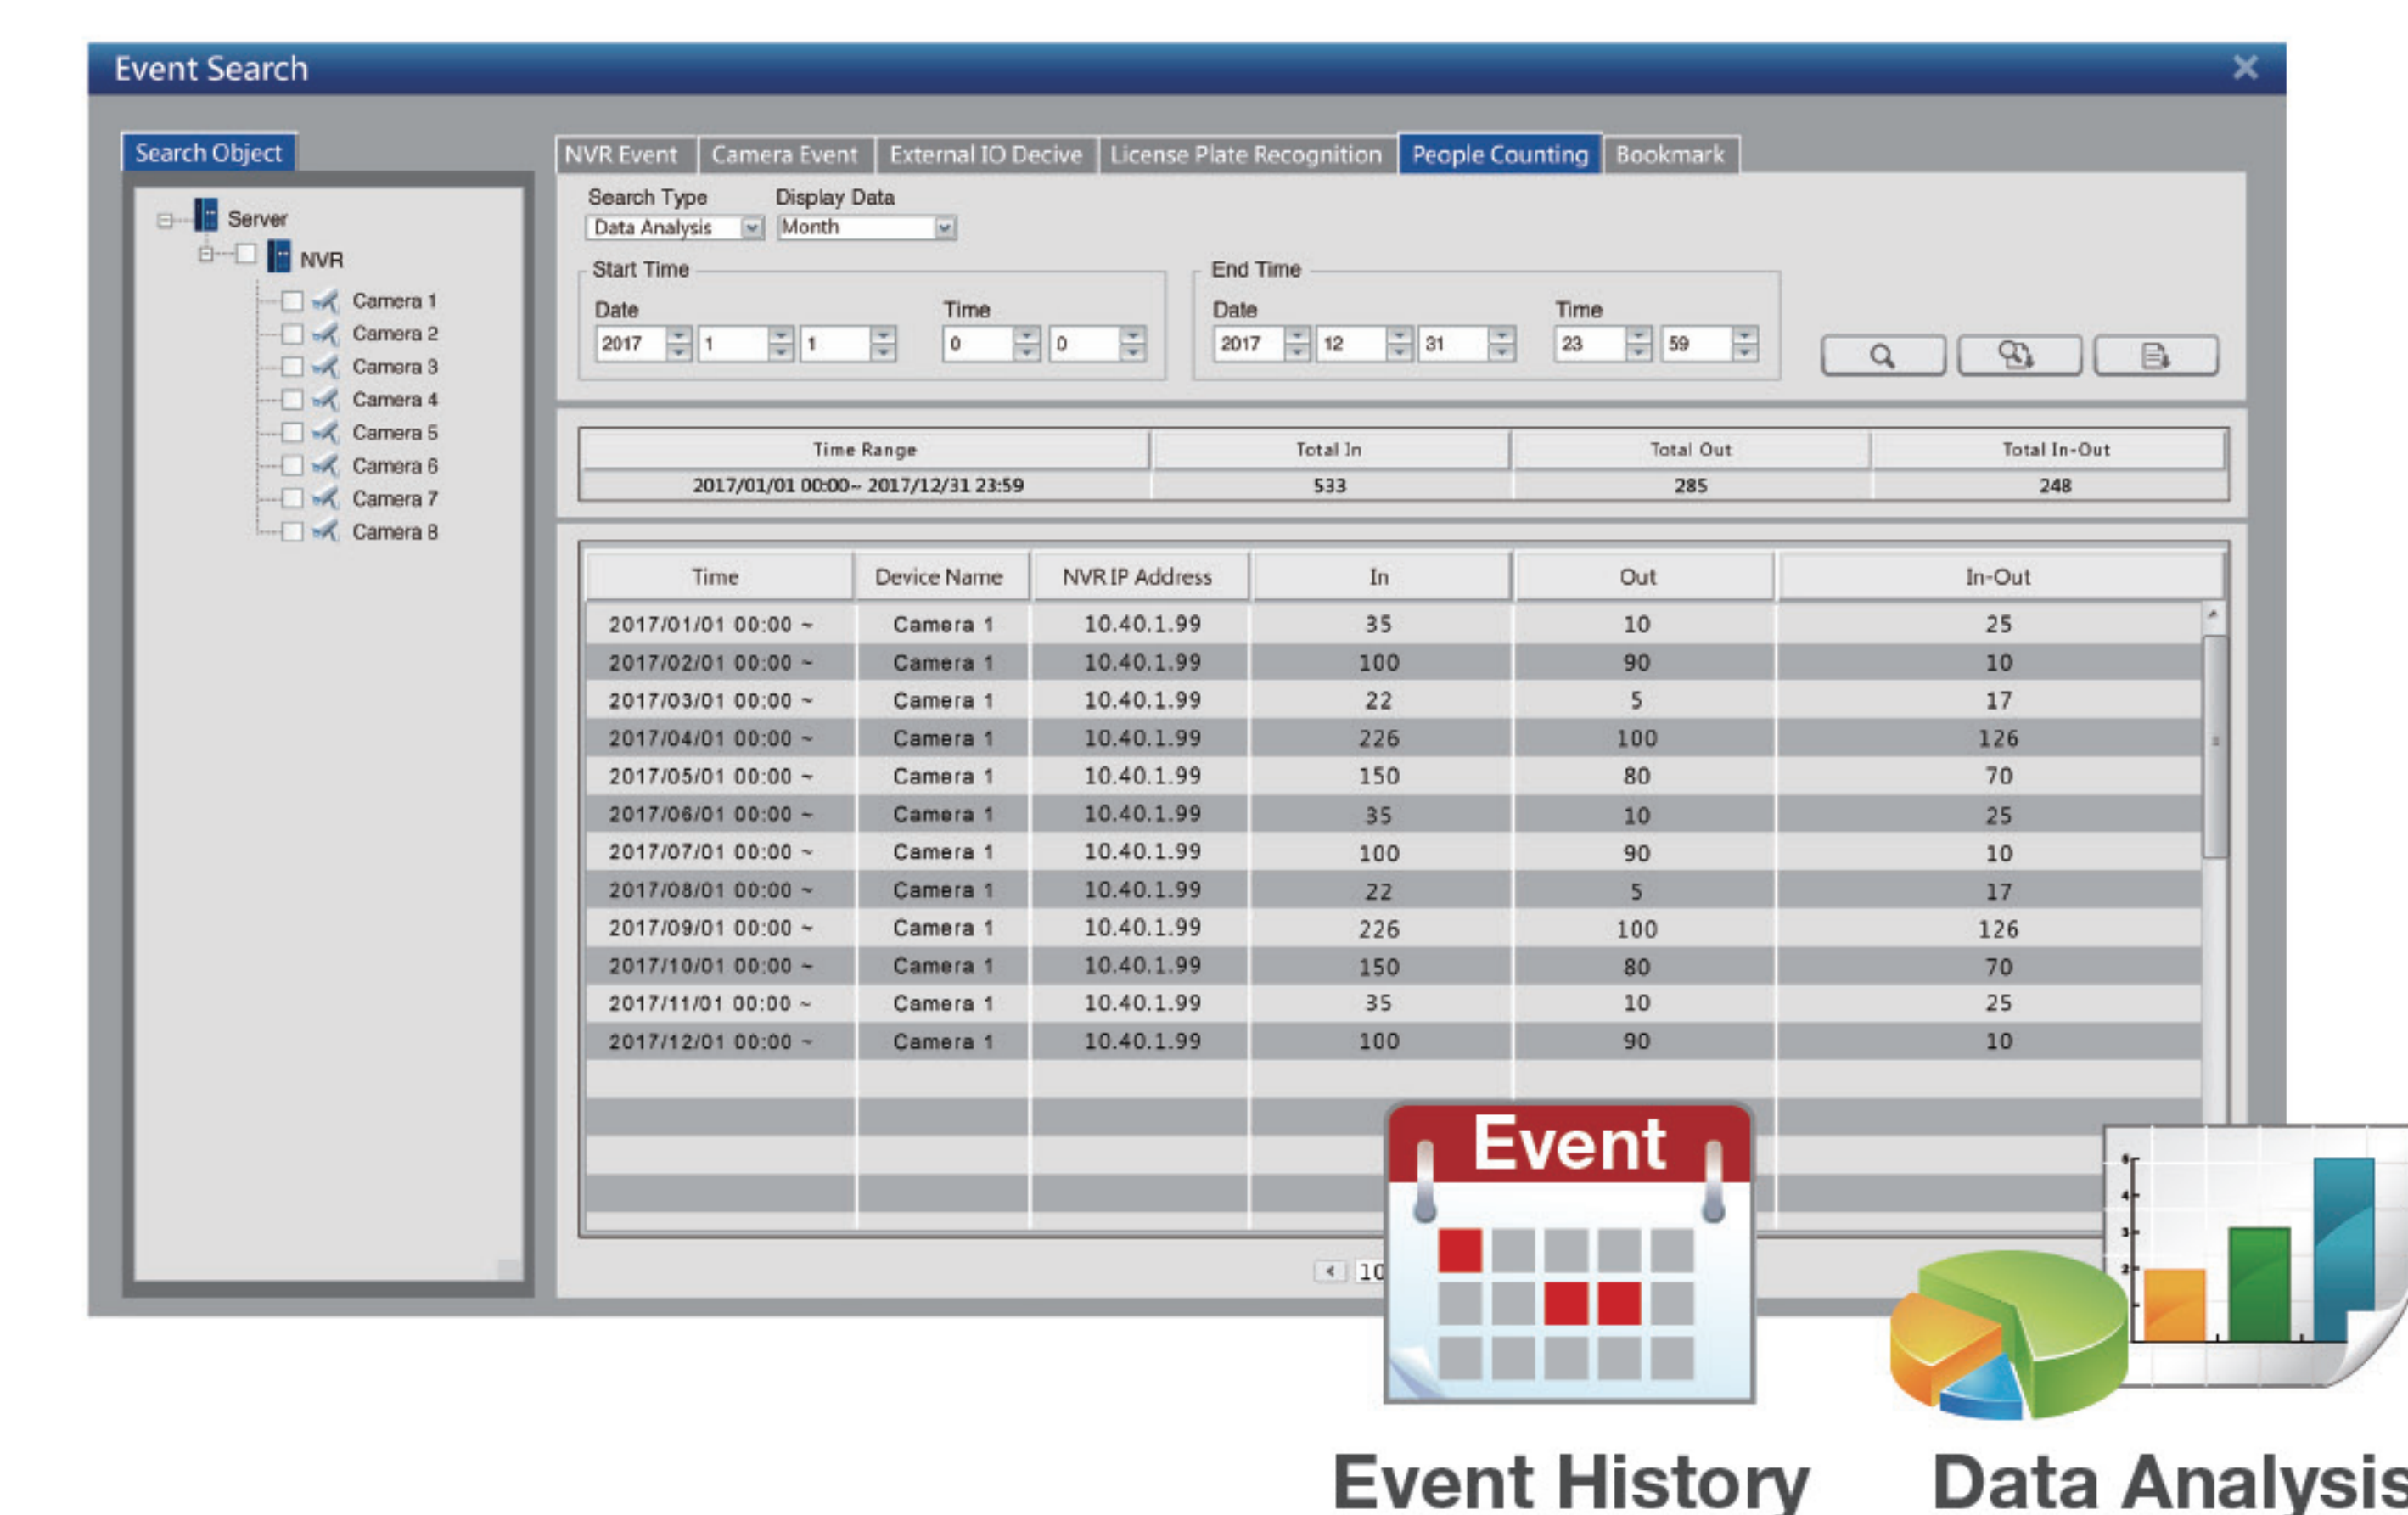 Event Search
Search Object
Server
NVR
Camera 1
Camera 2
Camera 3
Camera 4
Camera 5
Camera 6
Camera 7
Camera 8
NVR Event Camera Event External IO Decive License Plate Recognition People Counting Bookmark
Search Type Display Data
Data Analysis Month
Start Time End Time
Date Time Date Time
2017 1 1 0 0 2017 12 31 23 59
Time Range Total In Total Out Total In-Out
2017/01/01 00:00~ 2017/12/31 23:59 533 285 248
Time Device Name NVR IP Address In Out In-Out
2017/01/01 00:00 ~ Camera 1 10.40.1.99 35 10 25
2017/02/01 00:00 ~ Camera 1 10.40.1.99 100 90 10
2017/03/01 00:00 ~ Camera 1 10.40.1.99 22 5 17
2017/04/01 00:00 ~ Camera 1 10.40.1.99 226 100 126
2017/05/01 00:00 ~ Camera 1 10.40.1.99 150 80 70
2017/06/01 00:00 ~ Camera 1 10.40.1.99 35 10 25
2017/07/01 00:00 ~ Camera 1 10.40.1.99 100 90 10
2017/08/01 00:00 ~ Camera 1 10.40.1.99 22 5 17
2017/09/01 00:00 ~ Camera 1 10.40.1.99 226 100 126
2017/10/01 00:00 ~ Camera 1 10.40.1.99 150 80 70
2017/11/01 00:00 ~ Camera 1 10.40.1.99 35 10 25
2017/12/01 00:00 ~ Camera 1 10.40.1.99 100 90 10
10
Event
4
3
2
Event History
Data Analysis